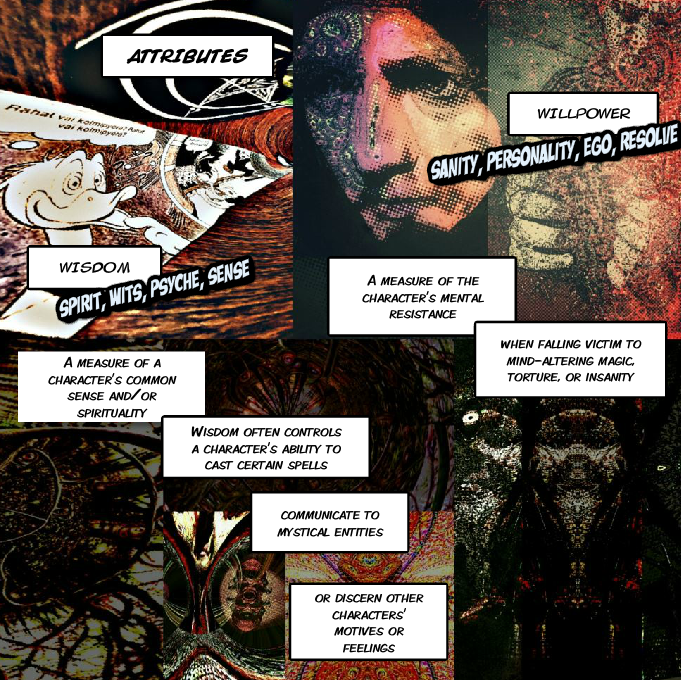 ATTRIBUTES
Rahat vai
WISDOM
SPIRIT, WITS, PSYCHE, SENSE
A MEASURE OF A
CHARACTER'S COMMON
SENSE AND/OR
SPIRITUALITY
WISDOM OFTEN CONTROLS
A CHARACTER'S ABILITY TO
CAST CERTAIN SPELLS
COMMUNICATE TO
MYSTICAL ENTITIES
OR DISCERN OTHER
CHARACTERS'
MOTIVES OR
FEELINGS
WILLPOWER
SANITY, PERSONALITY, EGO, RESOLVE
A MEASURE OF THE
CHARACTER'S MENTAL
RESISTANCE
WHEN FALLING VICTIM TO
MIND-ALTERING MAGIC,
TORTURE, OR INSANITY